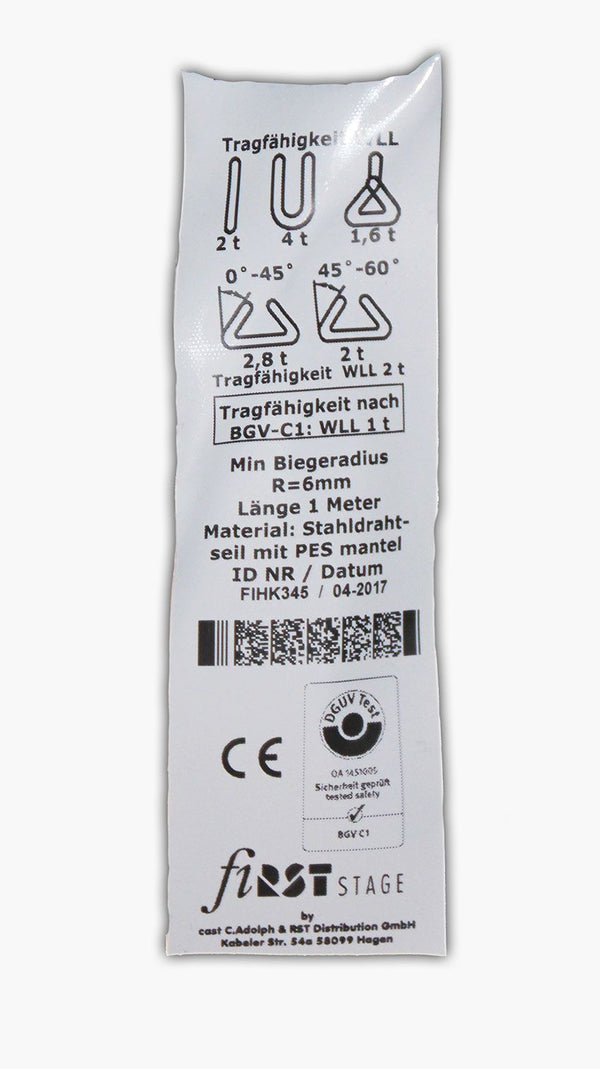 Tragfähigkeit WLL
2 t 4 t 1,6 t
0°-45° 45°-60°
2,8 t 2 t
Tragfähigkeit WLL 2 t
Tragfähigkeit nach
BGV-C1: WLL 1 t
Min Biegeradius
R=6mm
Länge 1 Meter
Material: Stahldraht-
seil mit PES mantel
ID NR / Datum
FIHK345 / 04-2017
CE
DGUV Test
Sicherheit geprüft
tested safety
BGV C1
fiRST STAGE
by
cast C.Adolph & RST Distribution GmbH
Kabeler Str. 54a 58099 Hagen